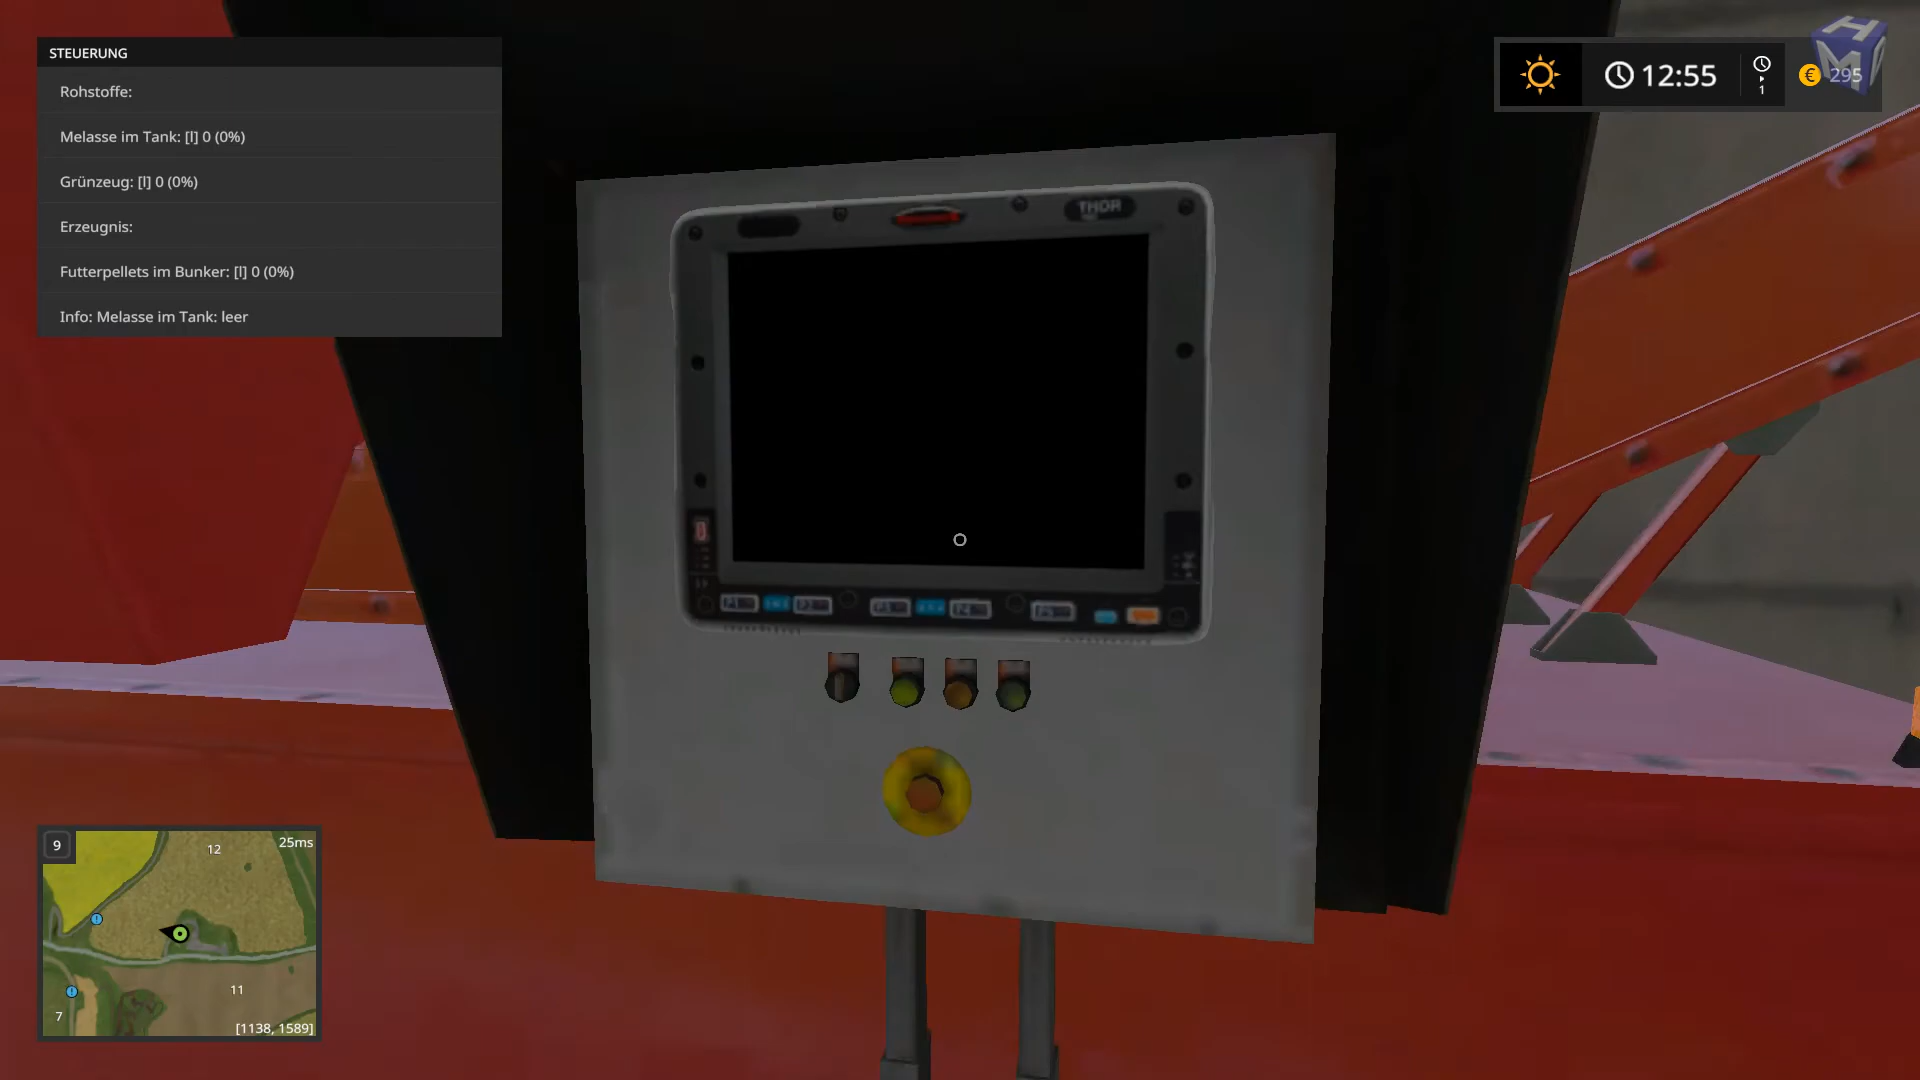 STEUERUNG
Rohstoffe:
Melasse im Tank: [l] 0 (0%)
Grünzeug: [l] 0 (0%)
Erzeugnis:
Futterpellets im Bunker: [l] 0 (0%)
Info: Melasse im Tank: leer
12:55
1
295
H
M
THOR
9
12
25ms
11
7
[1138, 1589]